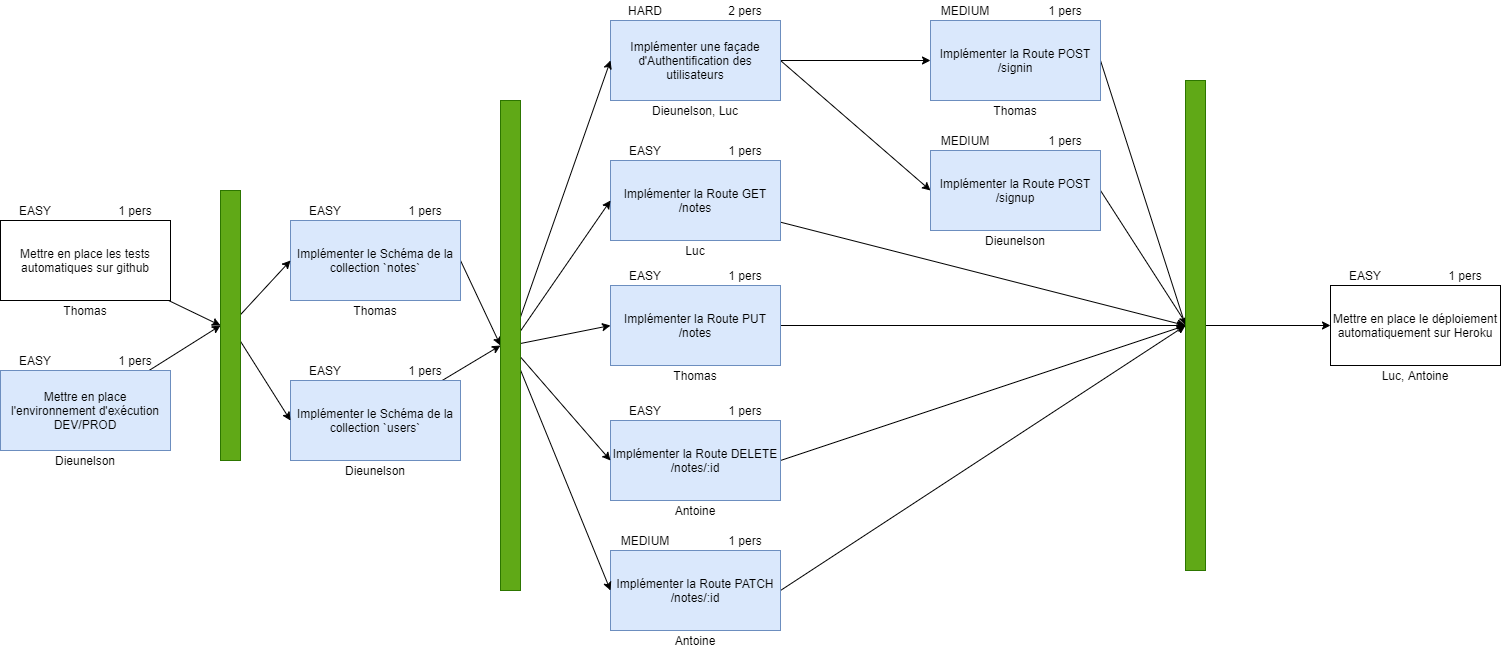 EASY 1 pers
Mettre en place les tests
automatiques sur github
Thomas
EASY 1 pers
Mettre en place
l'environnement d'exécution
DEV/PROD
Dieunelson
EASY 1 pers
Implémenter le Schéma de la
collection `notes`
Thomas
EASY 1 pers
Implémenter le Schéma de la
collection `users`
Dieunelson
HARD 2 pers
Implémenter une façade
d'Authentification des
utilisateurs
Dieunelson, Luc
EASY 1 pers
Implémenter la Route GET
/notes
Luc
EASY 1 pers
Implémenter la Route PUT
/notes
Thomas
EASY 1 pers
Implémenter la Route DELETE
/notes/:id
Antoine
MEDIUM 1 pers
Implémenter la Route PATCH
/notes/:id
Antoine
MEDIUM 1 pers
Implémenter la Route POST
/signin
Thomas
MEDIUM 1 pers
Implémenter la Route POST
/signup
Dieunelson
EASY 1 pers
Mettre en place le déploiement
automatiquement sur Heroku
Luc, Antoine